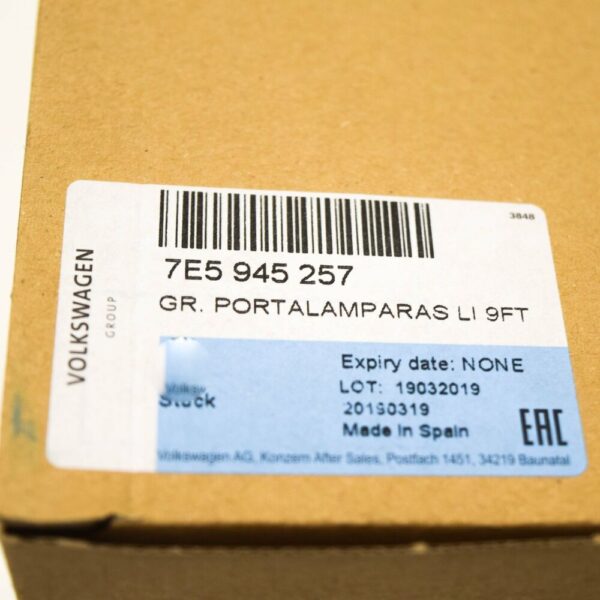 3848
7E5 945 257
GR. PORTALAMPARAS LI 9FT
VOLKSWAGEN
GROUP
Expiry date: NONE
LOT: 19032019
20190319
Made in Spain
Stück
EAC
Volkswagen AG, Konzern After Sales, Postfach 1451, 34219 Baunatal